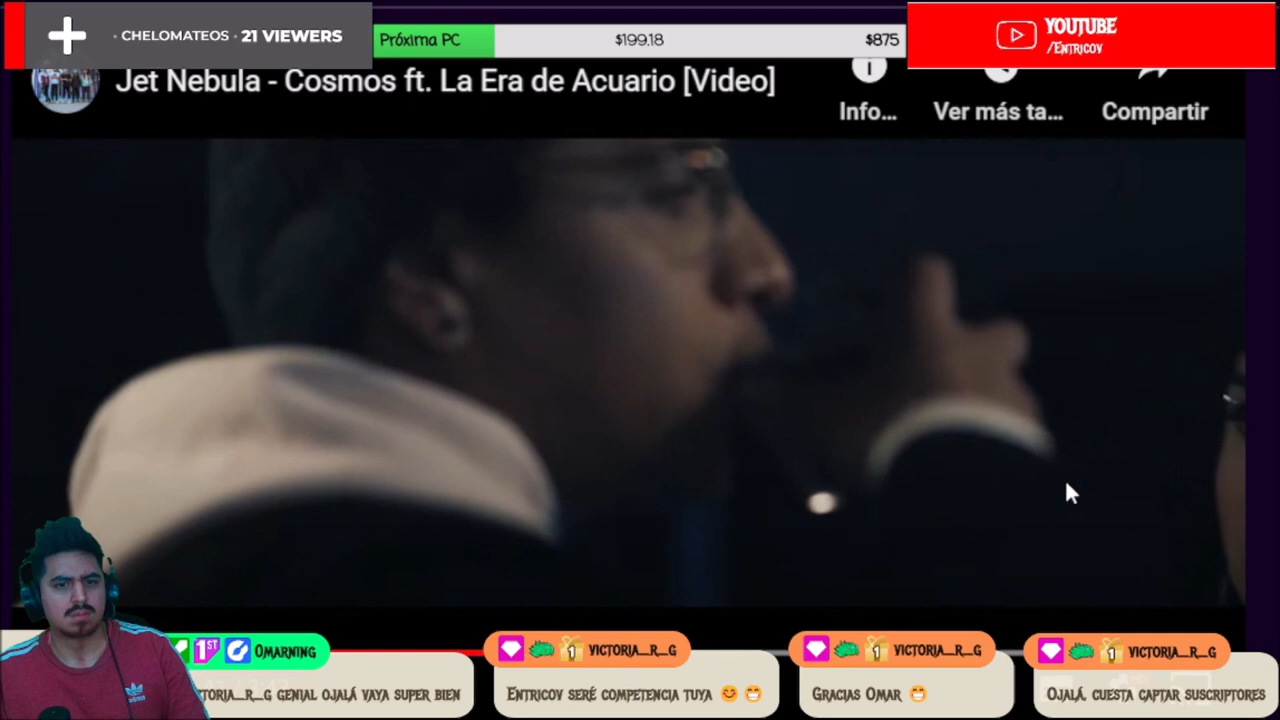 · CHELOMATEOS · 21 VIEWERS
Próxima PC
$199.18
$875
YOUTUBE
/ENTRICOV
Jet Nebula - Cosmos ft. La Era de Acuario [Video]
Info...
Ver más ta...
Compartir
1ST OMARNING
TORIA_R_G GENIAL OJALÁ VAYA SUPER BIEN
1 VICTORIA_R_G
ENTRICOV SERÉ COMPETENCIA TUYA 😊 😁
1 VICTORIA_R_G
GRACIAS OMAR 😁
1 VICTORIA_R_G
OJALÁ, CUESTA CAPTAR SUSCRIPTORES